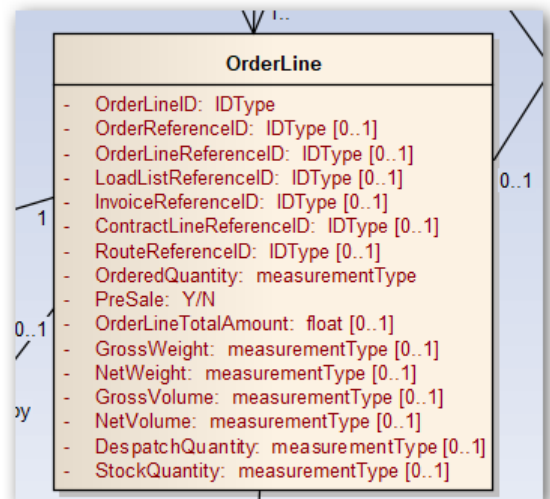 1..
OrderLine
- OrderLineID: IDType
- OrderReferenceID: IDType [0..1]
- OrderLineReferenceID: IDType [0..1]
- LoadListReferenceID: IDType [0..1]
- InvoiceReferenceID: IDType [0..1]
- ContractLineReferenceID: IDType [0..1]
- RouteReferenceID: IDType [0..1]
- OrderedQuantity: measurementType
- PreSale: Y/N
- OrderLineTotalAmount: float [0..1]
- GrossWeight: measurementType [0..1]
- NetWeight: measurementType [0..1]
- GrossVolume: measurementType [0..1]
- NetVolume: measurementType [0..1]
- DespatchQuantity: measurementType [0..1]
- StockQuantity: measurementType [0..1]
0..1
1
0..1
by